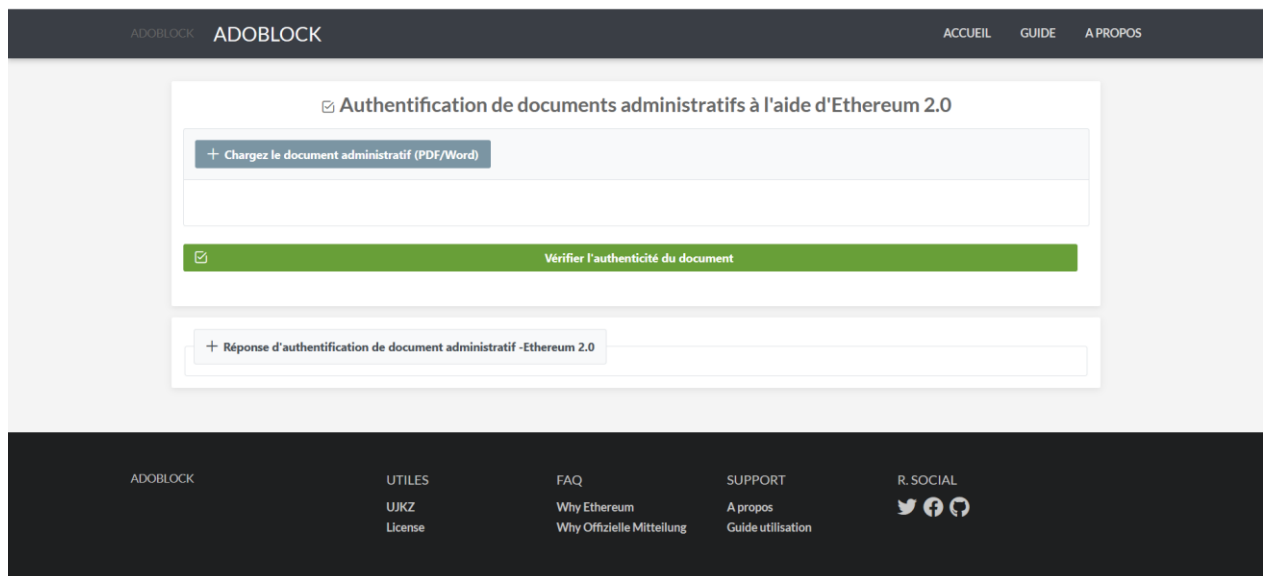 ADOBLOCK ADOBLOCK ACCUEIL GUIDE A PROPOS
Authentification de documents administratifs à l'aide d'Ethereum 2.0
Chargez le document administratif (PDF/Word)
Vérifier l'authenticité du document
Réponse d'authentification de document administratif -Ethereum 2.0
ADOBLOCK
UTILES
UJKZ
License
FAQ
Why Ethereum
Why Offizielle Mitteilung
SUPPORT
A propos
Guide utilisation
R. SOCIAL